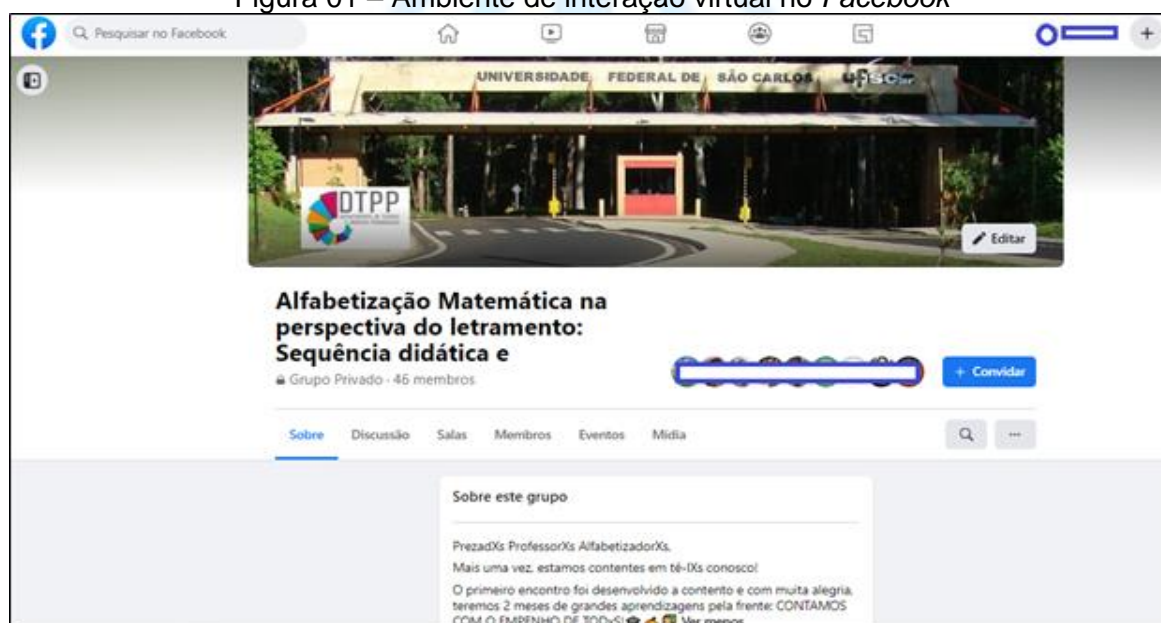 Figura 01 – Ambiente de interação virtual no Facebook
Pesquisar no Facebook
UNIVERSIDADE FEDERAL DE SÃO CARLOS UFSCar
DTPP
Editar
Alfabetização Matemática na
perspectiva do letramento:
Sequência didática e
Grupo Privado · 46 membros
+ Convidar
Sobre Discussão Salas Membros Eventos Mídia
Sobre este grupo
PrezadXs ProfessorXs AlfabetizadorXs,
Mais uma vez, estamos contentes em tê-lXs conosco!
O primeiro encontro foi desenvolvido a contento e com muita alegria,
teremos 2 meses de grandes aprendizagens pela frente: CONTAMOS
COM O EMPENHO DE TODxS! Ver menos